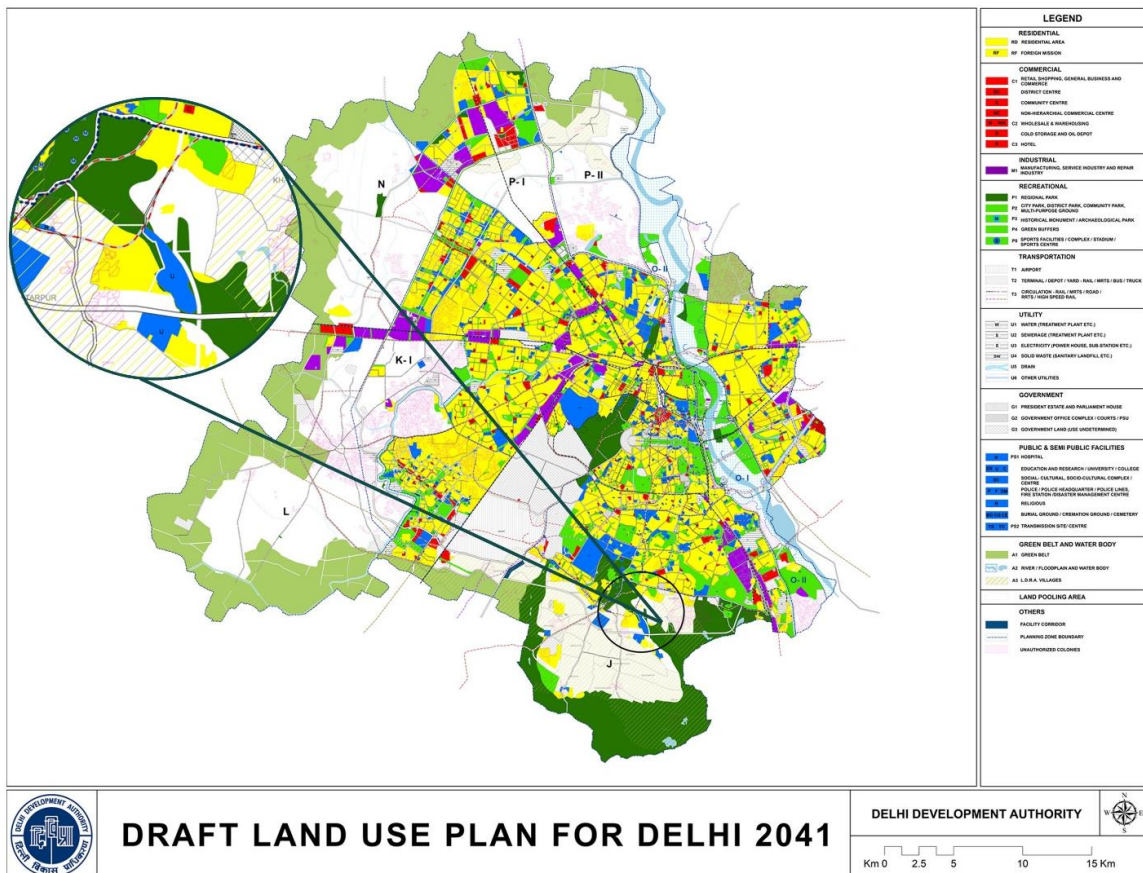 KH
TARPUR
U
U
N
P- I
P- II
O- II
K- I
L
O- I
O- II
J
LEGEND
RESIDENTIAL
RD RESIDENTIAL AREA
RF RF FOREIGN MISSION
COMMERCIAL
C1 RETAIL SHOPPING, GENERAL BUSINESS AND COMMERCE
DISTRICT CENTRE
COMMUNITY CENTRE
NON-HIERARCHIAL COMMERCIAL CENTRE
C2 WHOLESALE & WAREHOUSING
COLD STORAGE AND OIL DEPOT
C3 HOTEL
INDUSTRIAL
M1 MANUFACTURING, SERVICE INDUSTRY AND REPAIR INDUSTRY
RECREATIONAL
P1 REGIONAL PARK
P2 CITY PARK, DISTRICT PARK, COMMUNITY PARK, MULTI-PURPOSE GROUND
P3 HISTORICAL MONUMENT / ARCHAEOLOGICAL PARK
P4 GREEN BUFFERS
P5 SPORTS FACILITIES / COMPLEX / STADIUM / SPORTS CENTRE
TRANSPORTATION
T1 AIRPORT
T2 TERMINAL / DEPOT / YARD - RAIL / MRTS / BUS / TRUCK
T3 CIRCULATION - RAIL / MRTS / ROAD / RRTS / HIGH SPEED RAIL
UTILITY
W U1 WATER (TREATMENT PLANT ETC.)
S U2 SEWERAGE (TREATMENT PLANT ETC.)
E U3 ELECTRICITY (POWER HOUSE, SUB-STATION ETC.)
SW U4 SOLID WASTE (SANITARY LANDFILL ETC.)
U5 DRAIN
U6 OTHER UTILITIES
GOVERNMENT
G1 PRESIDENT ESTATE AND PARLIAMENT HOUSE
G2 GOVERNMENT OFFICE COMPLEX / COURTS / PSU
G3 GOVERNMENT LAND (USE UNDETERMINED)
PUBLIC & SEMI PUBLIC FACILITIES
PS1 HOSPITAL
EDUCATION AND RESEARCH / UNIVERSITY / COLLEGE
SOCIAL- CULTURAL, SOCIO-CULTURAL COMPLEX / CENTRE
POLICE / POLICE HEADQUARTER / POLICE LINES, FIRE STATION /DISASTER MANAGEMENT CENTRE
RELIGIOUS
BURIAL GROUND / CREMATION GROUND / CEMETERY
PS2 TRANSMISSION SITE/ CENTRE
GREEN BELT AND WATER BODY
A1 GREEN BELT
A2 RIVER / FLOODPLAIN AND WATER BODY
A3 L.D.R.A. VILLAGES
LAND POOLING AREA
OTHERS
FACILITY CORRIDOR
PLANNING ZONE BOUNDARY
UNAUTHORIZED COLONIES
DELHI DEVELOPMENT AUTHORITY
दिल्ली विकास प्राधिकरण
DRAFT LAND USE PLAN FOR DELHI 2041
DELHI DEVELOPMENT AUTHORITY
N
W E
S
Km 0 2.5 5 10 15 Km